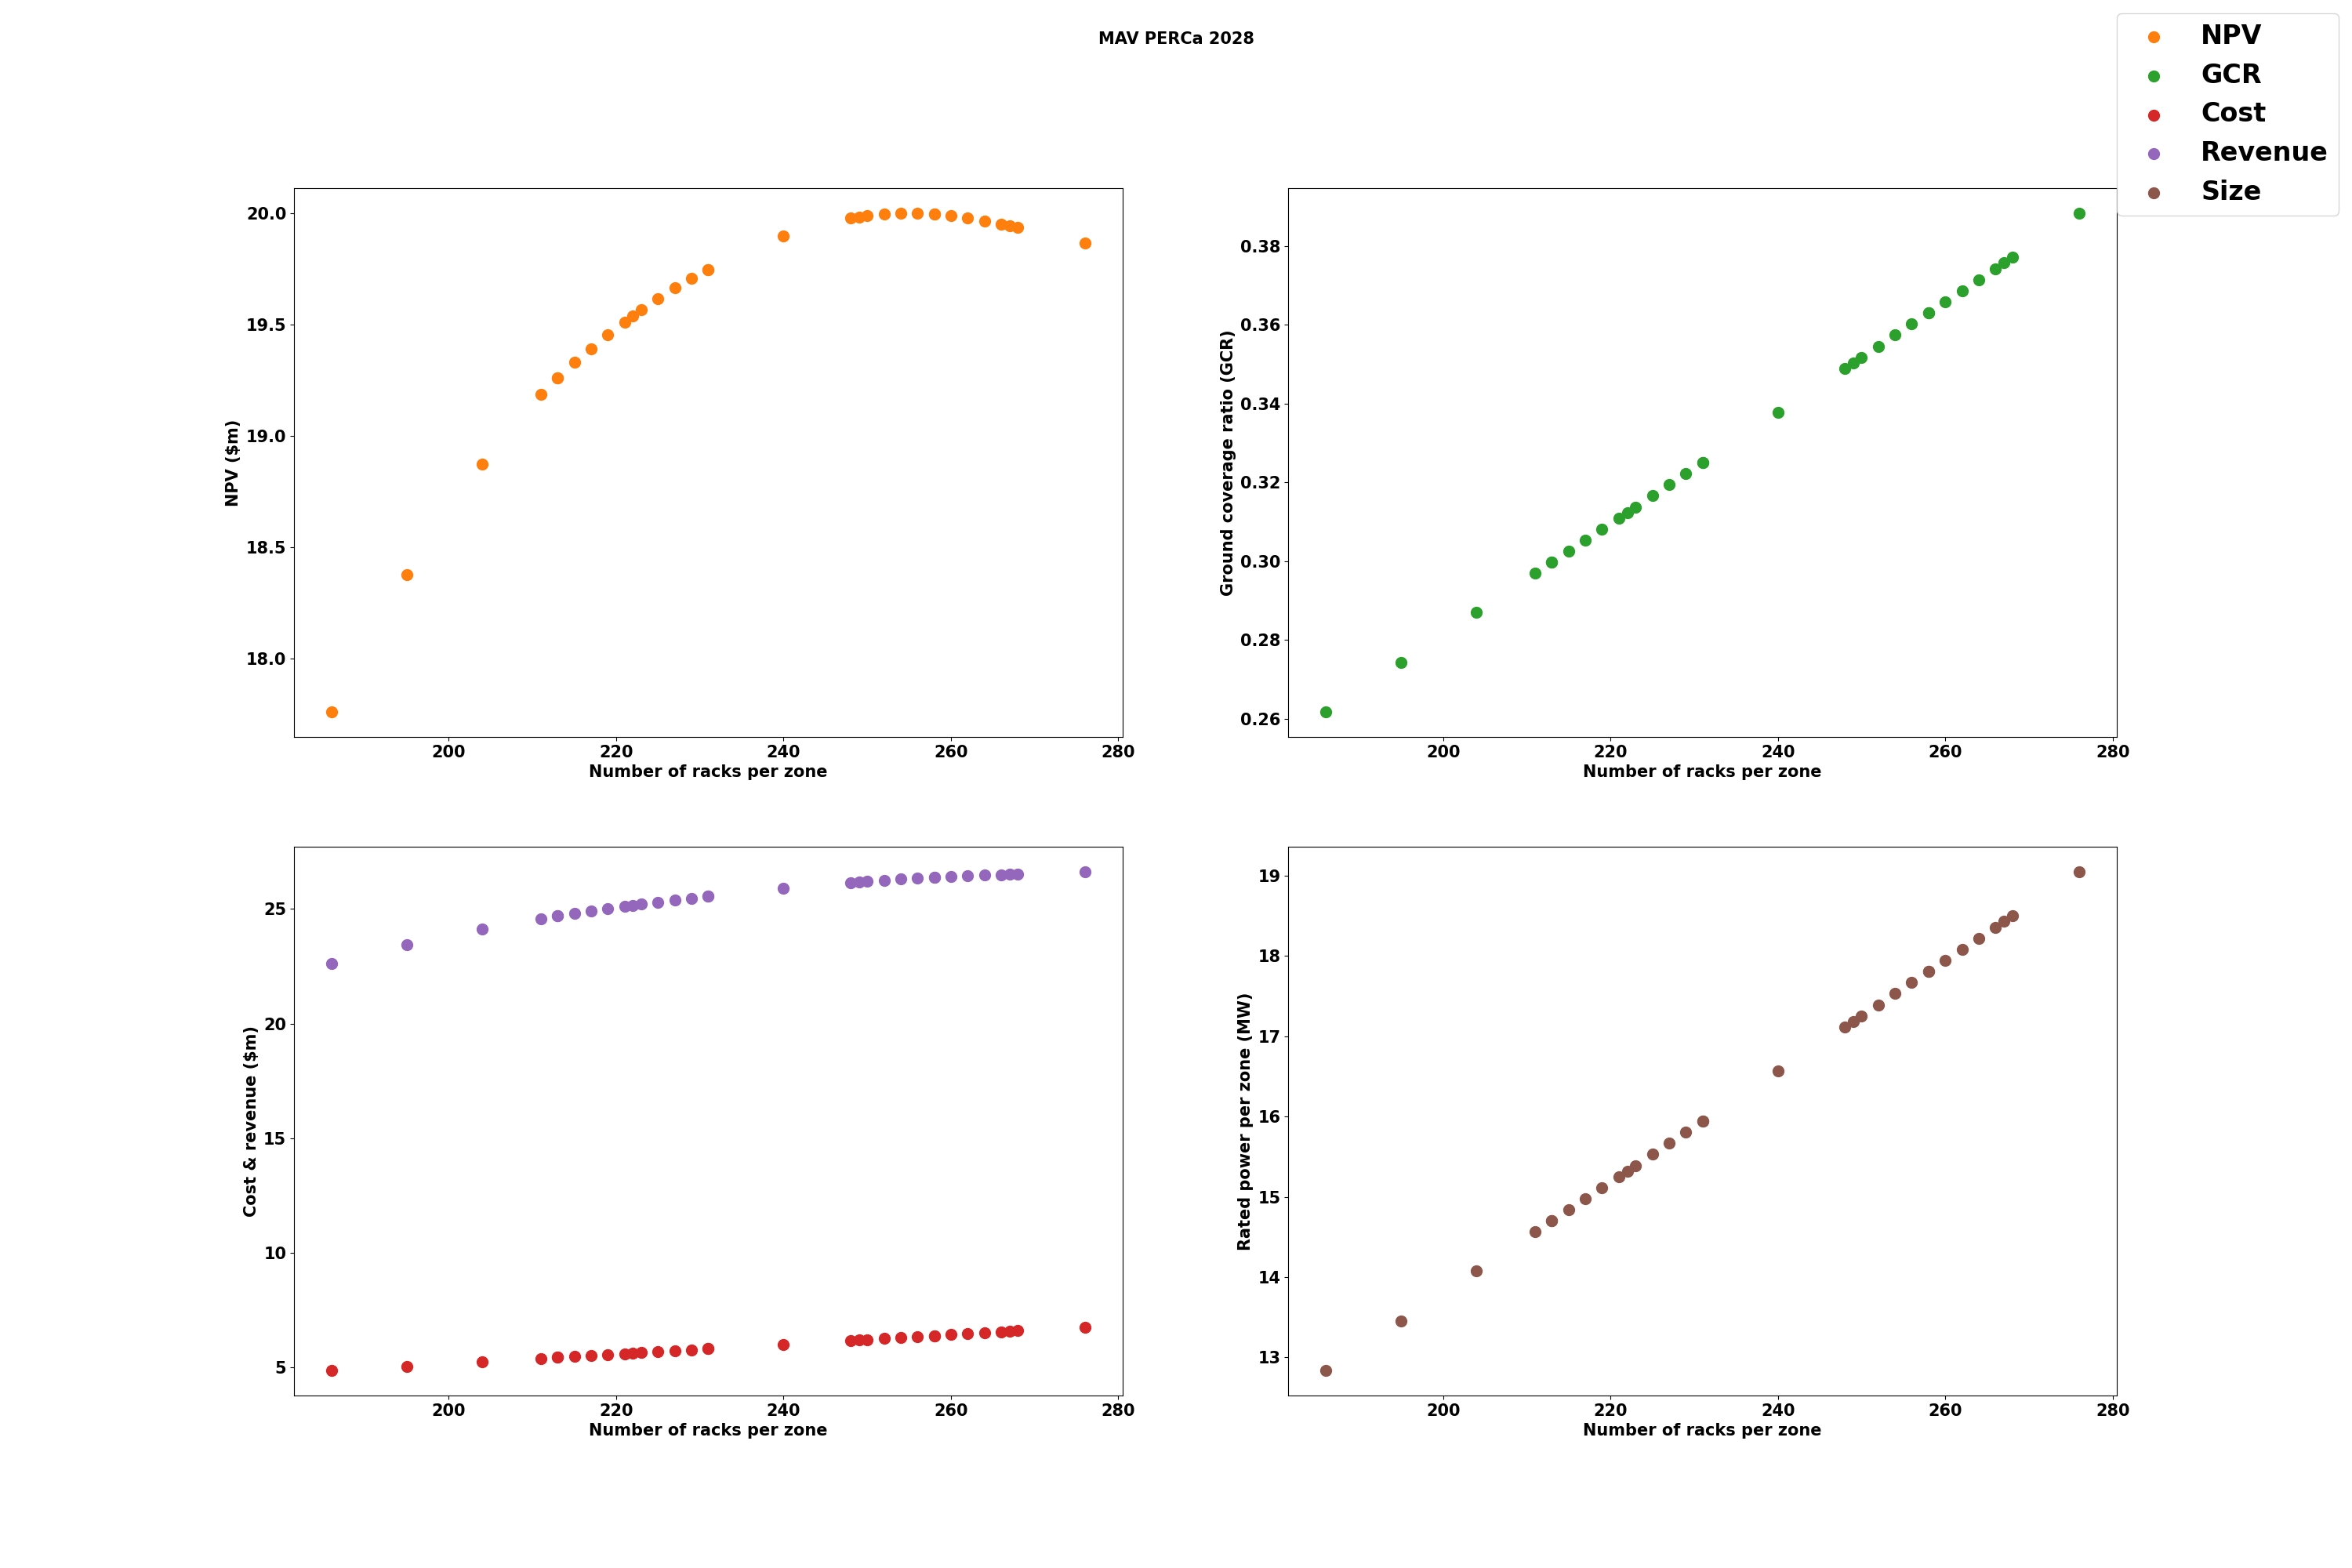 MAV PERCa 2028
NPV
GCR
Cost
Revenue
Size
NPV ($m)
20.0
19.5
19.0
18.5
18.0
200 220 240 260 280
Number of racks per zone
Ground coverage ratio (GCR)
0.38
0.36
0.34
0.32
0.30
0.28
0.26
200 220 240 260 280
Number of racks per zone
Cost & revenue ($m)
25
20
15
10
5
200 220 240 260 280
Number of racks per zone
Rated power per zone (MW)
19
18
17
16
15
14
13
200 220 240 260 280
Number of racks per zone